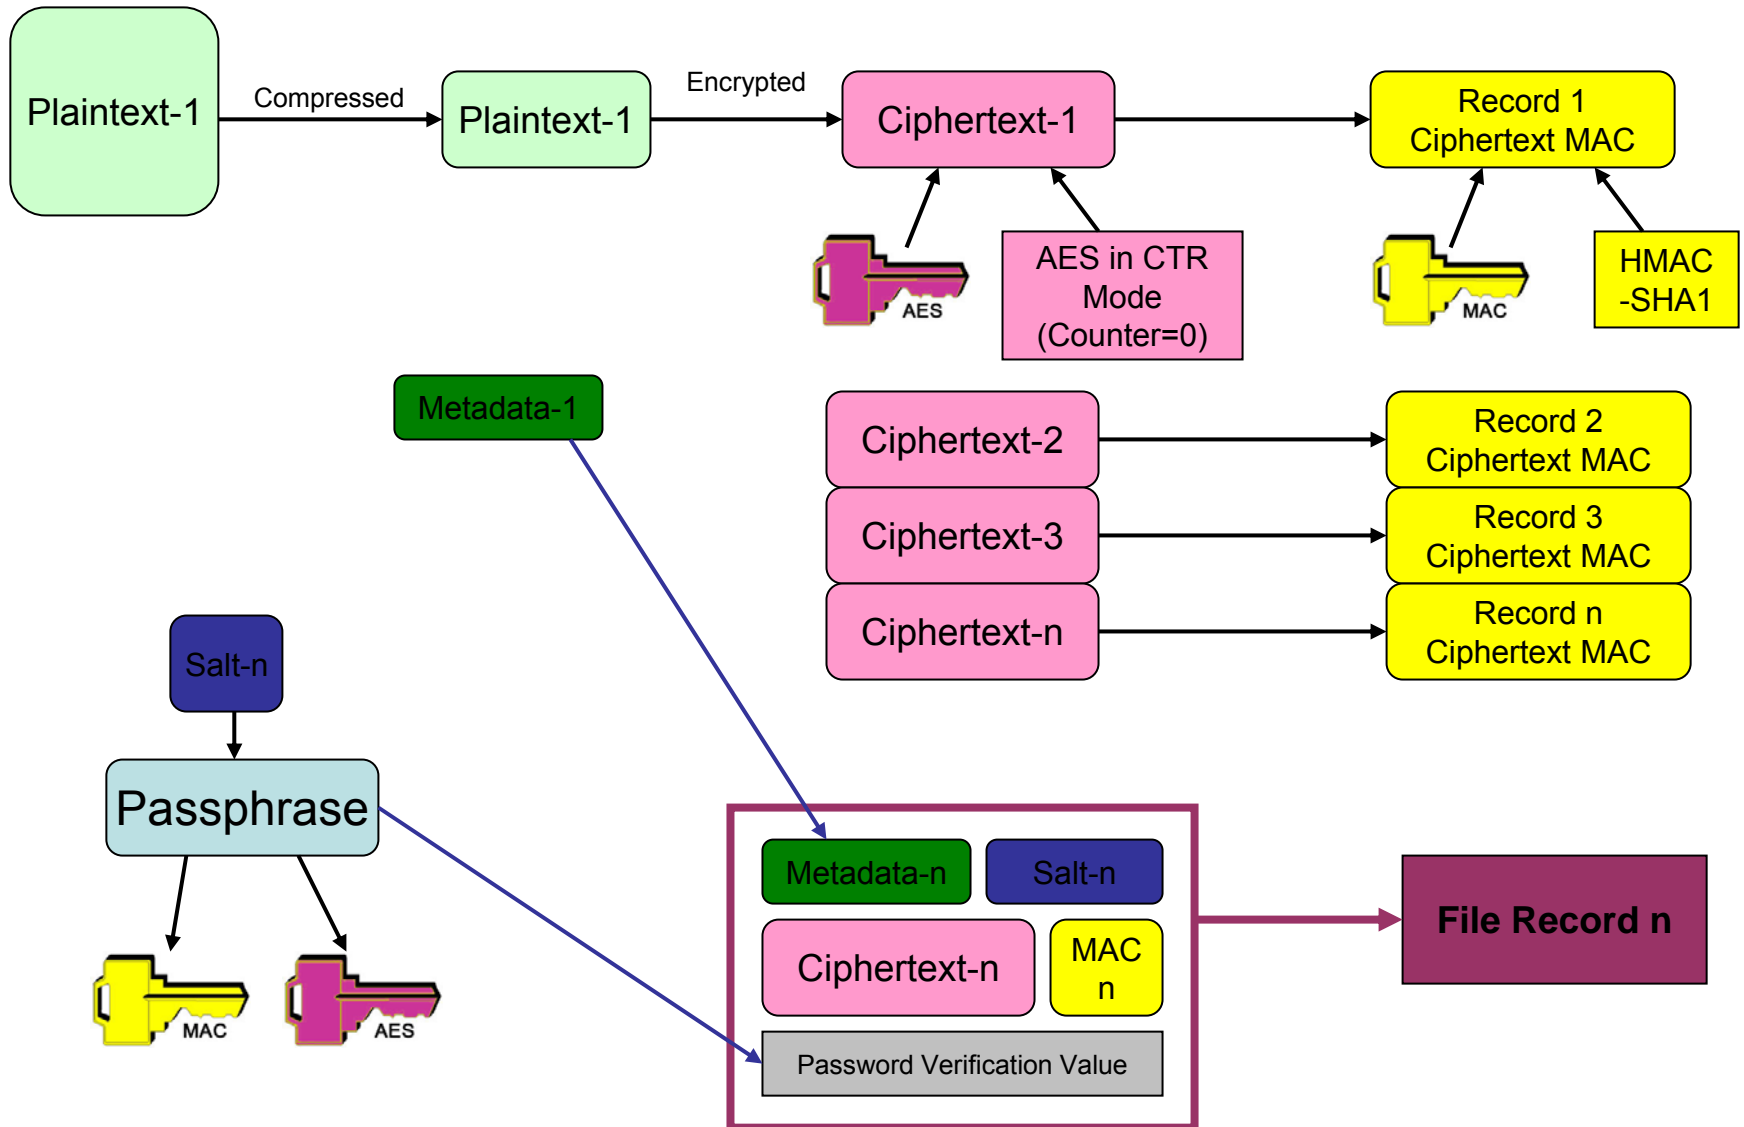 Plaintext-1
Compressed
Plaintext-1
Encrypted
Ciphertext-1
Record 1
Ciphertext MAC
AES
AES in CTR
Mode
(Counter=0)
MAC
HMAC
-SHA1
Metadata-1
Ciphertext-2
Record 2
Ciphertext MAC
Ciphertext-3
Record 3
Ciphertext MAC
Ciphertext-n
Record n
Ciphertext MAC
Salt-n
Passphrase
MAC
AES
Metadata-n
Salt-n
Ciphertext-n
MAC
n
Password Verification Value
File Record n